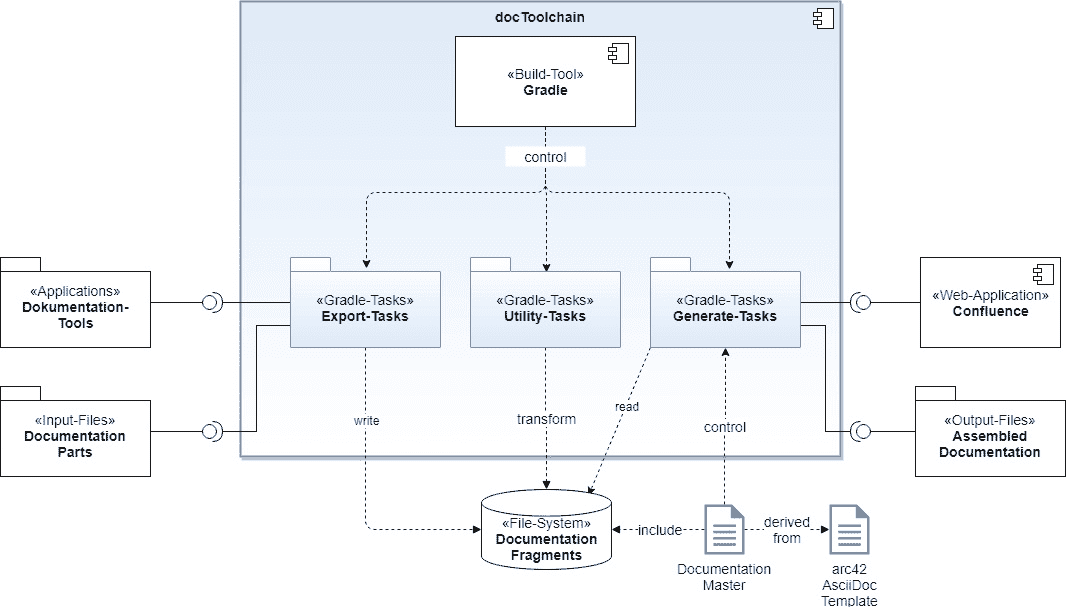 docToolchain
«Build-Tool»
Gradle
control
«Applications»
Dokumentation-
Tools
«Gradle-Tasks»
Export-Tasks
«Gradle-Tasks»
Utility-Tasks
«Gradle-Tasks»
Generate-Tasks
«Web-Application»
Confluence
«Input-Files»
Documentation
Parts
write
transform
read
control
«Output-Files»
Assembled
Documentation
«File-System»
Documentation
Fragments
include
derived
from
Documentation
Master
arc42
AsciiDoc
Template